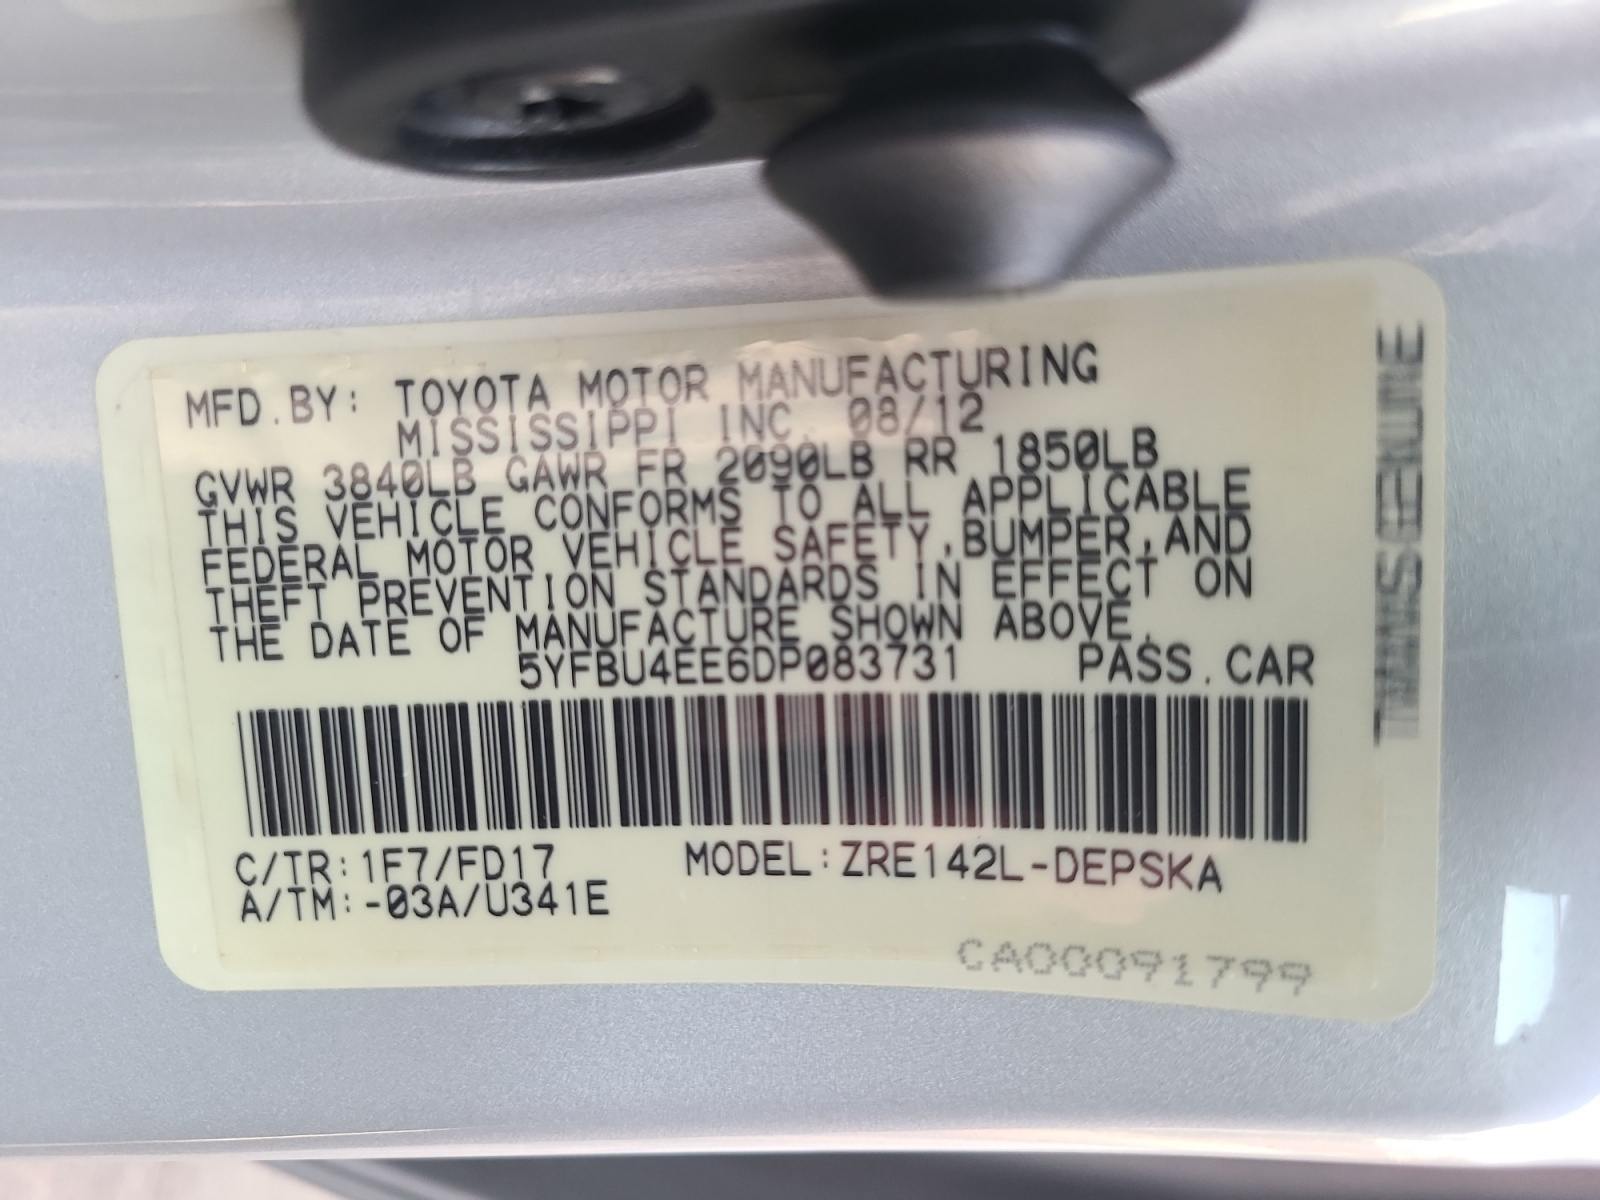 MFD.BY: TOYOTA MOTOR MANUFACTURING
MISSISSIPPI INC. 08/12
GVWR 3840LB GAWR FR 2090LB RR 1850LB
THIS VEHICLE CONFORMS TO ALL APPLICABLE
FEDERAL MOTOR VEHICLE SAFETY,BUMPER,AND
THEFT PREVENTION STANDARDS IN EFFECT ON
THE DATE OF MANUFACTURE SHOWN ABOVE.
5YFBU4EE6DP083731 PASS.CAR
C/TR:1F7/FD17 MODEL:ZRE142L-DEPSKA
A/TM:-03A/U341E
CA00091799